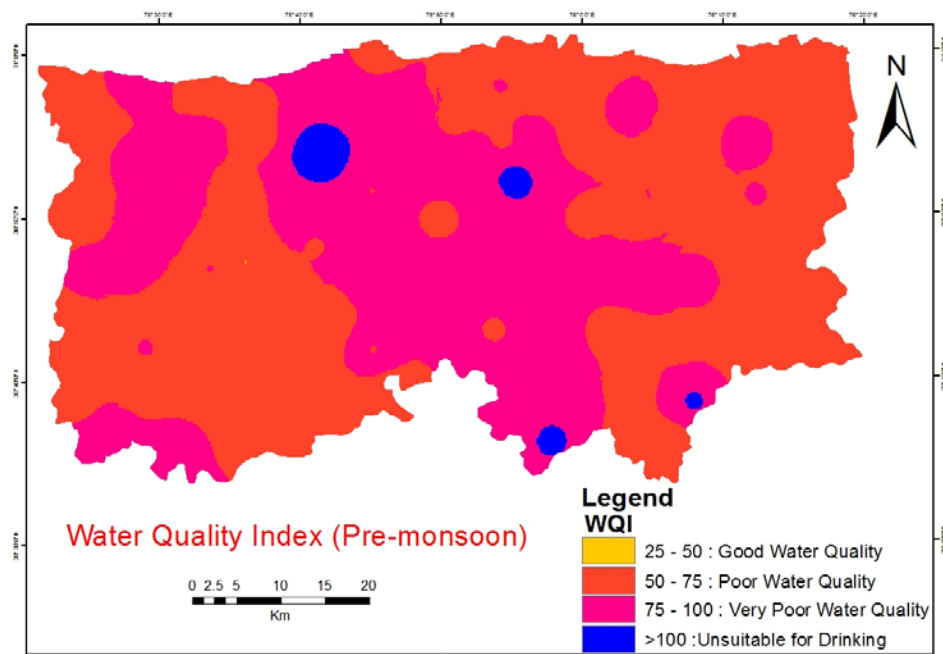 N
Legend
WQI
25 - 50 : Good Water Quality
50 - 75 : Poor Water Quality
75 - 100 : Very Poor Water Quality
>100 :Unsuitable for Drinking
Water Quality Index (Pre-monsoon)
0 2.5 5 10 15 20
Km